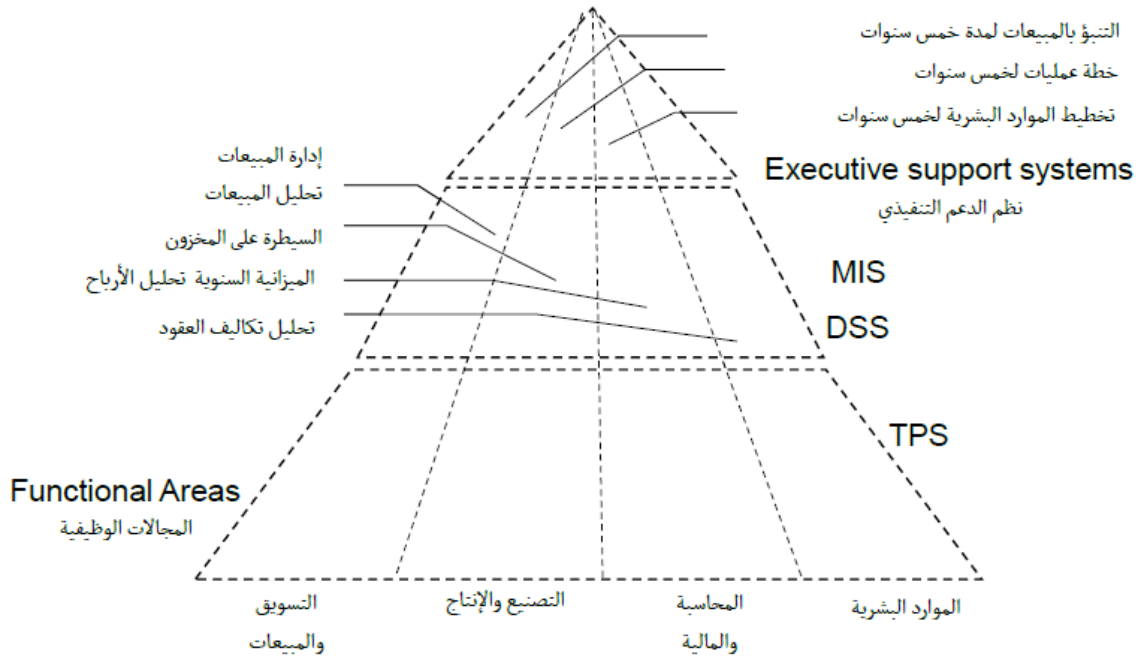 التنبؤ بالمبيعات لمدة خمس سنوات
خطة عمليات لخمس سنوات
تخطيط الموارد البشرية لخمس سنوات
Executive support systems
نظم الدعم التنفيذي
إدارة المبيعات
تحليل المبيعات
السيطرة على المخزون
الميزانية السنوية تحليل الأرباح
تحليل تكاليف العقود
MIS
DSS
TPS
Functional Areas
المجالات الوظيفية
الموارد البشرية
المحاسبة
والمالية
التصنيع والإنتاج
التسويق
والمبيعات